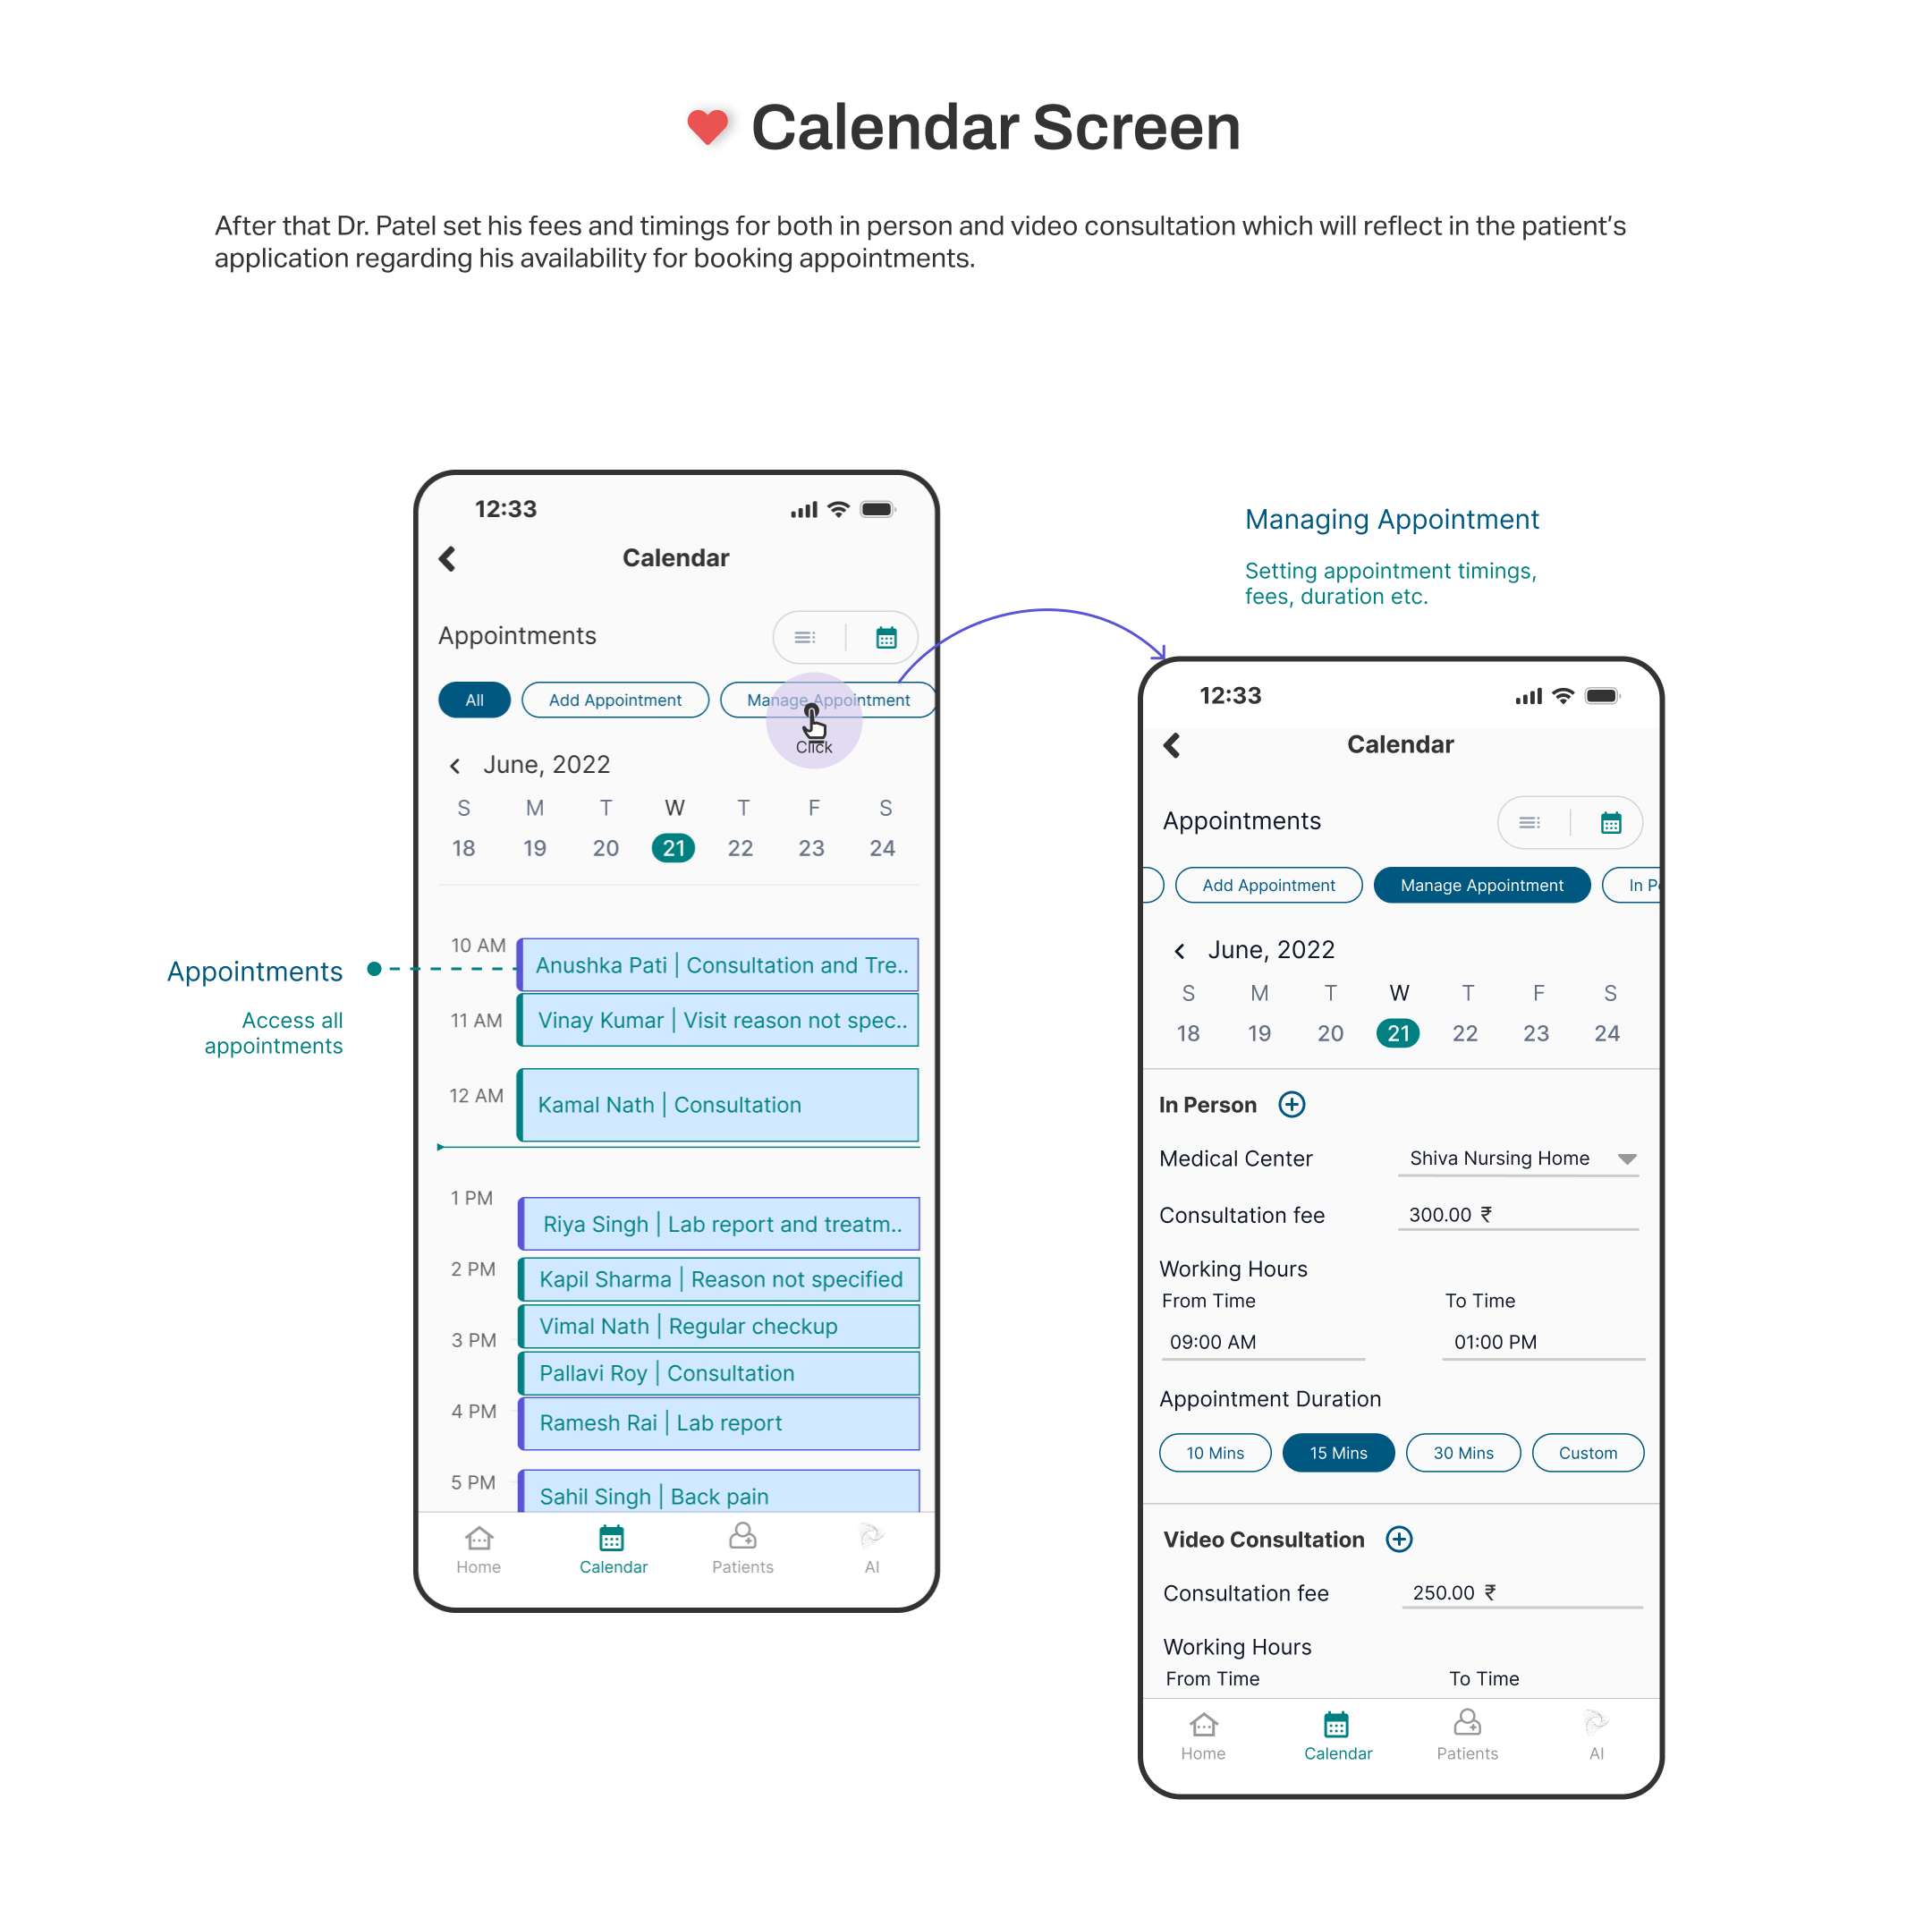 Calendar Screen
After that Dr. Patel set his fees and timings for both in person and video consultation which will reflect in the patient's
application regarding his availability for booking appointments.
12:33
Calendar
Appointments
All
Add Appointment
Manage Appointment
Click
June, 2022
S M T W T F S
18 19 20 21 22 23 24
10 AM
Anushka Pati | Consultation and Tre..
11 AM
Vinay Kumar | Visit reason not spec..
12 AM
Kamal Nath | Consultation
1 PM
Riya Singh | Lab report and treatm..
2 PM
Kapil Sharma | Reason not specified
Vimal Nath | Regular checkup
3 PM
Pallavi Roy | Consultation
4 PM
Ramesh Rai | Lab report
5 PM
Sahil Singh | Back pain
Home
Calendar
Patients
AI
Appointments
Access all
appointments
Managing Appointment
Setting appointment timings,
fees, duration etc.
12:33
Calendar
Appointments
Add Appointment
Manage Appointment
In P
June, 2022
S M T W T F S
18 19 20 21 22 23 24
In Person
Medical Center
Shiva Nursing Home
Consultation fee
300.00 ₹
Working Hours
From Time
To Time
09:00 AM
01:00 PM
Appointment Duration
10 Mins
15 Mins
30 Mins
Custom
Video Consultation
Consultation fee
250.00 ₹
Working Hours
From Time
To Time
Home
Calendar
Patients
AI